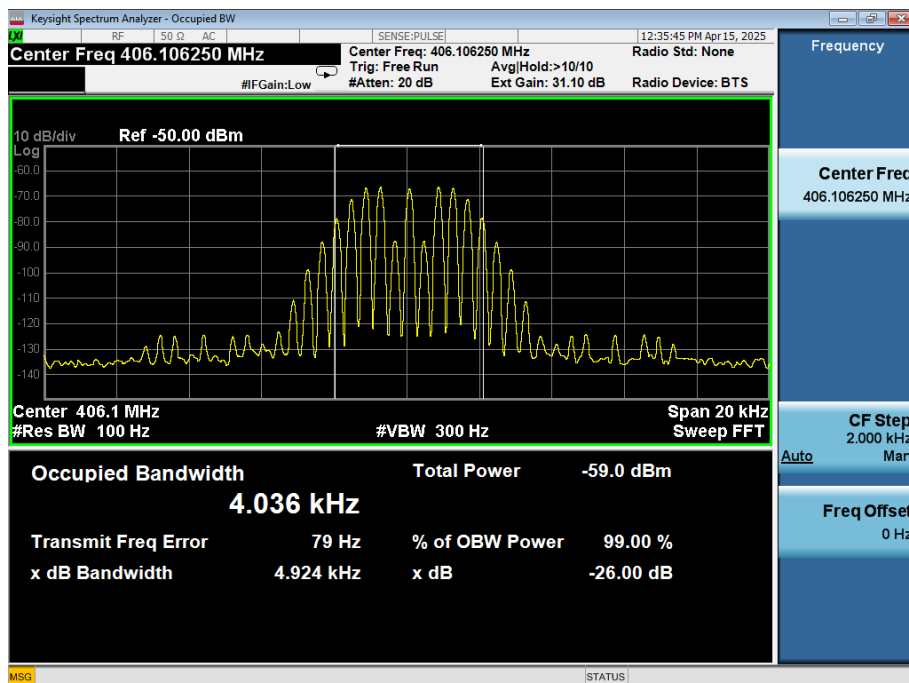 Keysight Spectrum Analyzer - Occupied BW
LXI RF 50 Ω AC SENSE:PULSE 12:35:45 PM Apr 15, 2025
Center Freq 406.106250 MHz
Center Freq: 406.106250 MHz Radio Std: None
Trig: Free Run Avg|Hold:>10/10
#IFGain:Low #Atten: 20 dB Ext Gain: 31.10 dB Radio Device: BTS
10 dB/div Ref -50.00 dBm
Log
-60.0
-70.0
-80.0
-90.0
-100
-110
-120
-130
-140
Center 406.1 MHz Span 20 kHz
#Res BW 100 Hz #VBW 300 Hz Sweep FFT
Occupied Bandwidth Total Power -59.0 dBm
4.036 kHz
Transmit Freq Error 79 Hz % of OBW Power 99.00 %
x dB Bandwidth 4.924 kHz x dB -26.00 dB
Frequency
Center Freq
406.106250 MHz
CF Step
2.000 kHz
Auto Man
Freq Offset
0 Hz
MSG STATUS